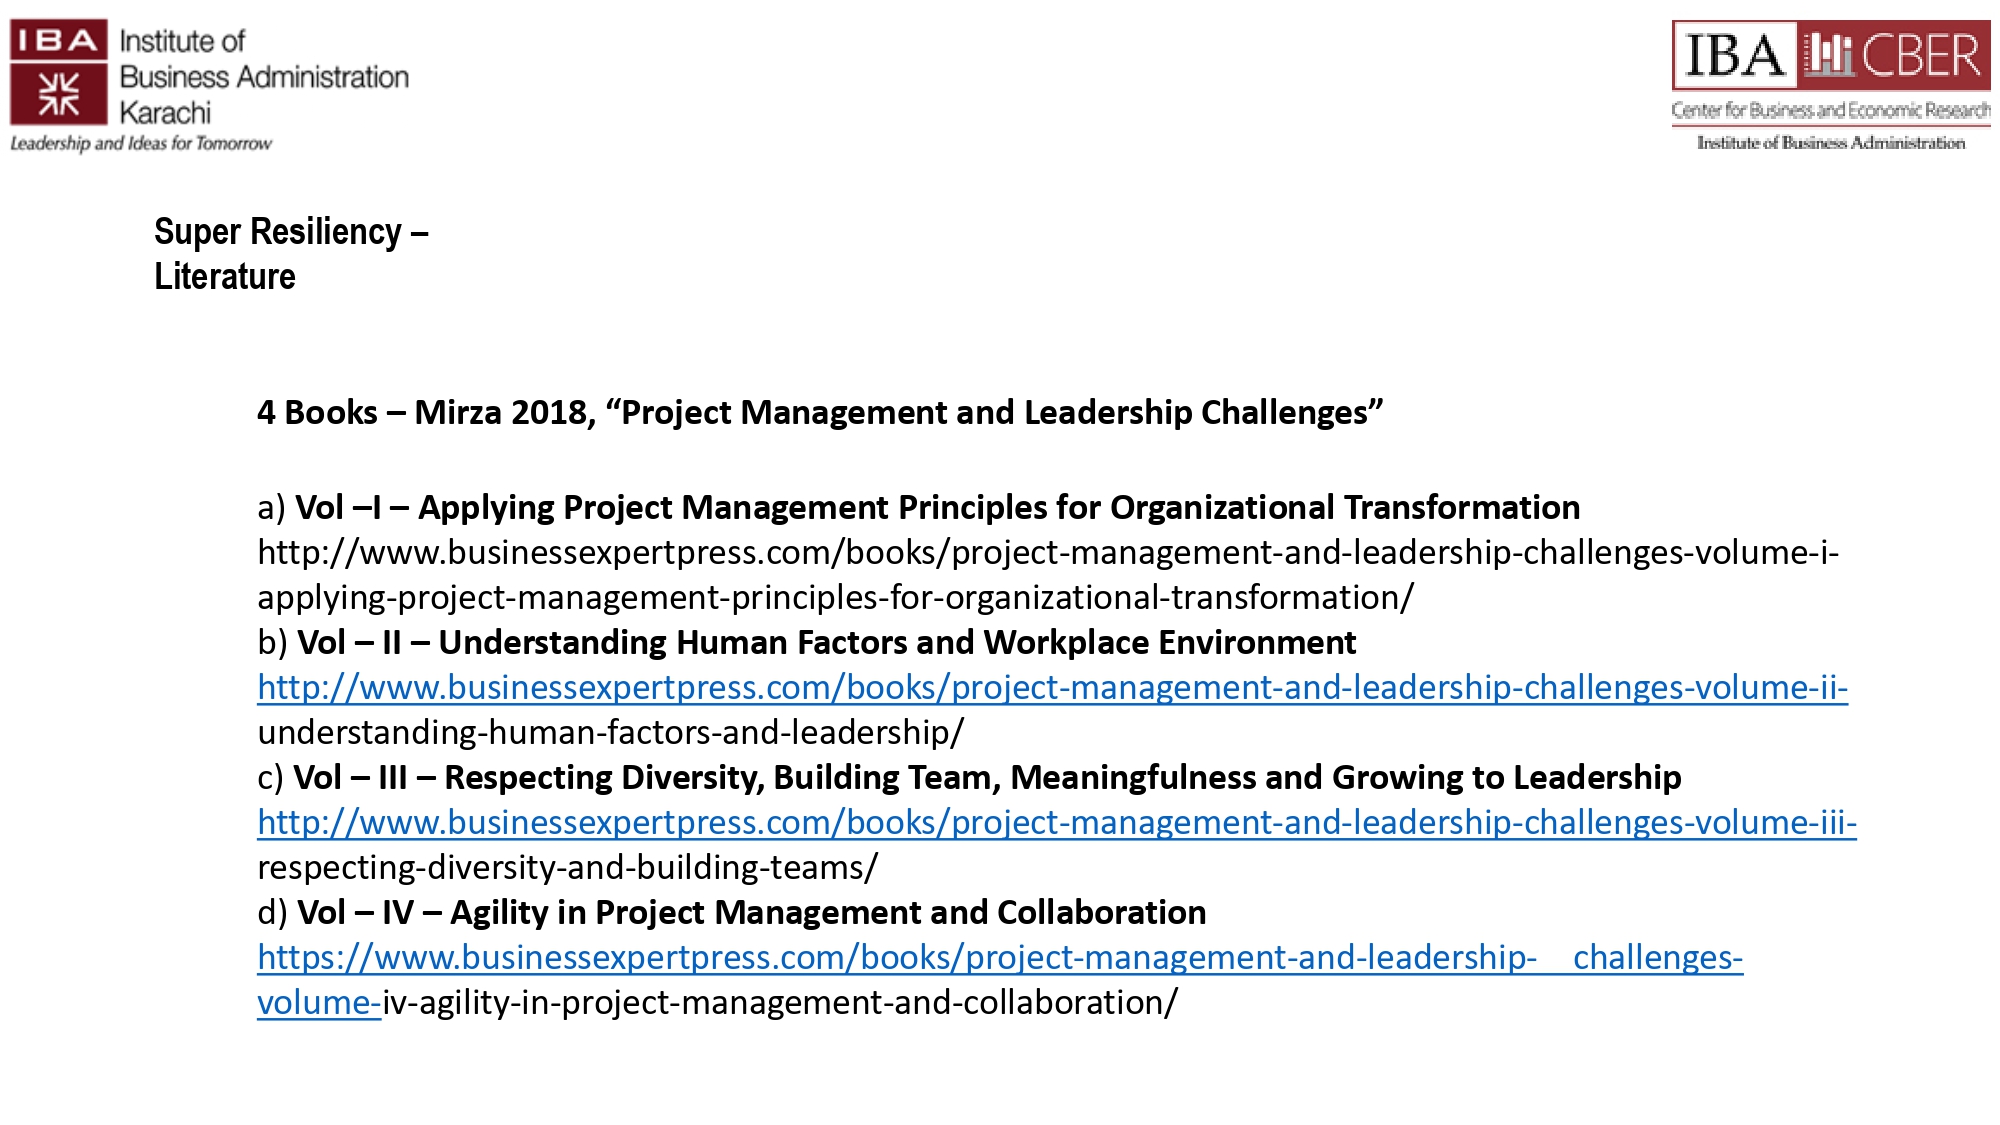 IBA
Institute of
Business Administration
Karachi
Leadership and Ideas for Tomorrow
IBA CBER
Center for Business and Economic Research
Institute of Business Administration
Super Resiliency –
Literature
4 Books – Mirza 2018, “Project Management and Leadership Challenges”
a) Vol –I – Applying Project Management Principles for Organizational Transformation
http://www.businessexpertpress.com/books/project-management-and-leadership-challenges-volume-i-
applying-project-management-principles-for-organizational-transformation/
b) Vol – II – Understanding Human Factors and Workplace Environment
http://www.businessexpertpress.com/books/project-management-and-leadership-challenges-volume-ii-
understanding-human-factors-and-leadership/
c) Vol – III – Respecting Diversity, Building Team, Meaningfulness and Growing to Leadership
http://www.businessexpertpress.com/books/project-management-and-leadership-challenges-volume-iii-
respecting-diversity-and-building-teams/
d) Vol – IV – Agility in Project Management and Collaboration
https://www.businessexpertpress.com/books/project-management-and-leadership- challenges-
volume-iv-agility-in-project-management-and-collaboration/